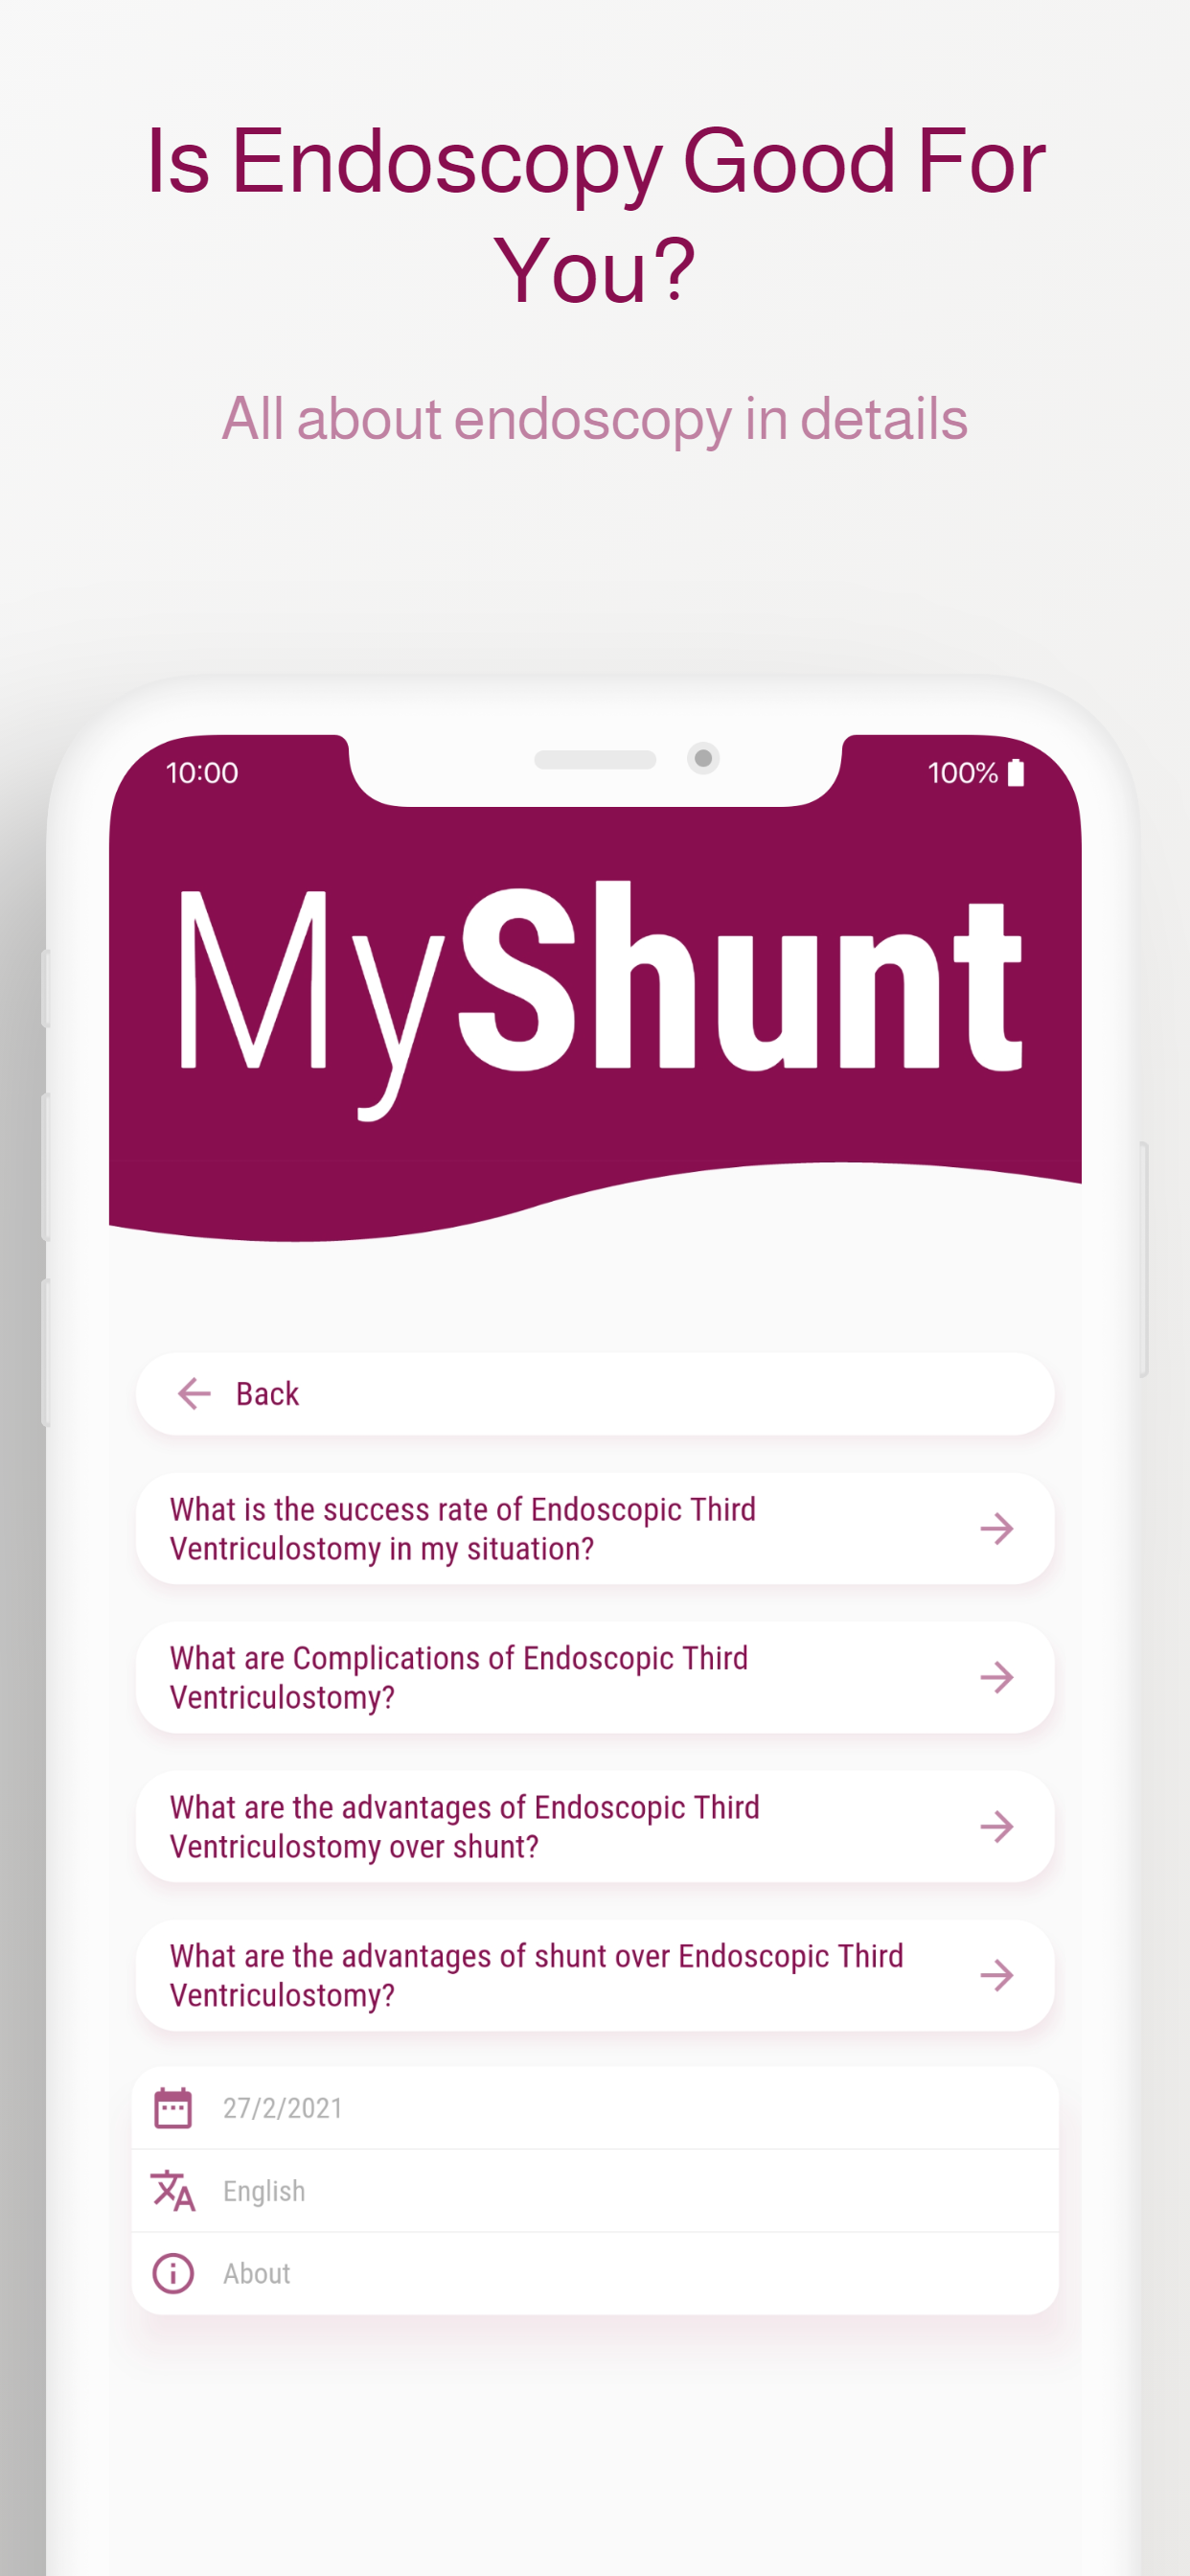 Is Endoscopy Good For
You?
All about endoscopy in details
10:00
100%
MyShunt
Back
What is the success rate of Endoscopic Third
Ventriculostomy in my situation?
What are Complications of Endoscopic Third
Ventriculostomy?
What are the advantages of Endoscopic Third
Ventriculostomy over shunt?
What are the advantages of shunt over Endoscopic Third
Ventriculostomy?
27/2/2021
English
About